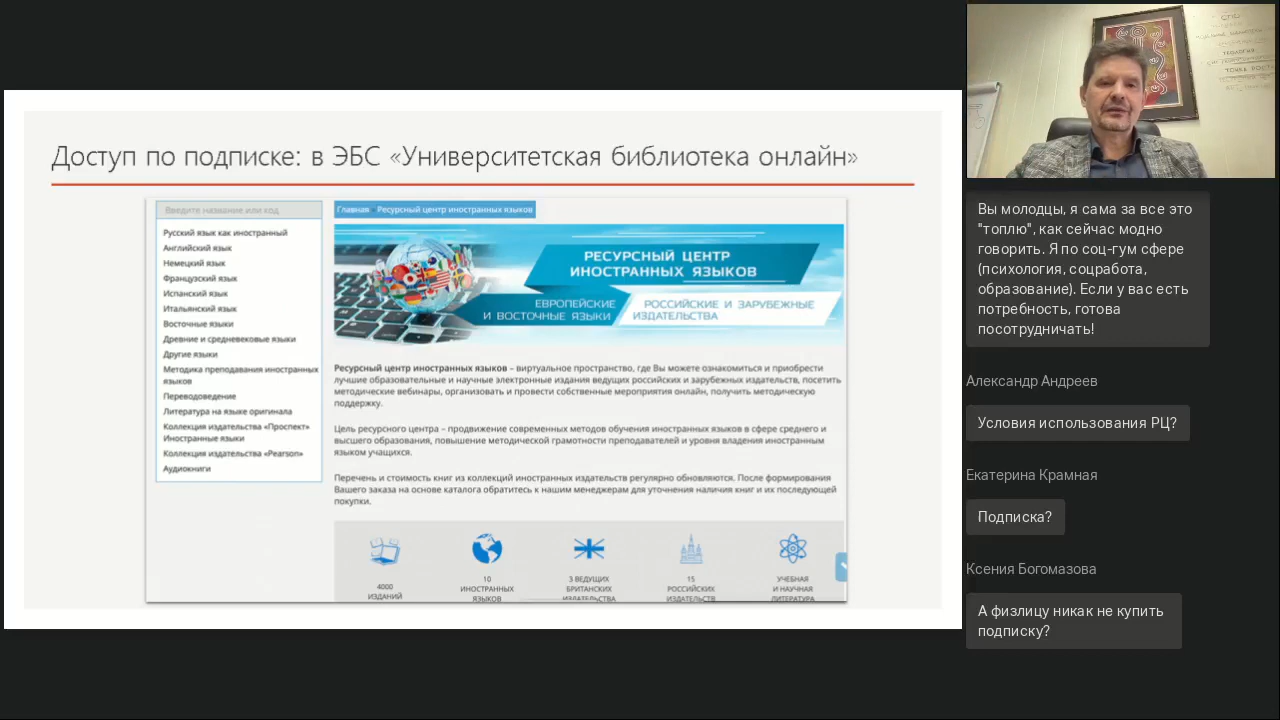 Доступ по подписке: в ЭБС «Университетская библиотека онлайн»
Введите название или код
Русский язык как иностранный
Английский язык
Немецкий язык
Французский язык
Испанский язык
Итальянский язык
Восточные языки
Древние и средневековые языки
Другие языки
Методика преподавания иностранных
языков
Переводоведение
Литература на языке оригинала
Коллекция издательства «Проспект»
Иностранные языки
Коллекция издательства «Pearson»
Аудиокниги
Главная Ресурсный центр иностранных языков
РЕСУРСНЫЙ ЦЕНТР
ИНОСТРАННЫХ ЯЗЫКОВ
ЕВРОПЕЙСКИЕ
И ВОСТОЧНЫЕ ЯЗЫКИ
РОССИЙСКИЕ И ЗАРУБЕЖНЫЕ
ИЗДАТЕЛЬСТВА
Ресурсный центр иностранных языков – виртуальное пространство, где Вы можете ознакомиться и приобрести
лучшие образовательные и научные электронные издания ведущих российских и зарубежных издательств, посетить
методические вебинары, организовать и провести собственные мероприятия онлайн, получить методическую
поддержку.
Цель ресурсного центра – продвижение современных методов обучения иностранных языков в сфере среднего и
высшего образования, повышение методической грамотности преподавателей и уровня владения иностранным
языком учащихся.
Перечень и стоимость книг из коллекций иностранных издательств регулярно обновляются. После формирования
Вашего заказа на основе каталога обратитесь к нашим менеджерам для уточнения наличия книг и их последующей
покупки.
4000
ИЗДАНИЙ
10
ИНОСТРАННЫХ
ЯЗЫКОВ
3 ВЕДУЩИХ
БРИТАНСКИХ
ИЗДАТЕЛЬСТВА
15
РОССИЙСКИХ
ИЗДАТЕЛЬСТВ
УЧЕБНАЯ
И НАУЧНАЯ
ЛИТЕРАТУРА
Вы молодцы, я сама за все это
"топлю", как сейчас модно
говорить. Я по соц-гум сфере
(психология, соцработа,
образование). Если у вас есть
потребность, готова
посотрудничать!
Александр Андреев
Условия использования РЦ?
Екатерина Крамная
Подписка?
Ксения Богомазова
А физлицу никак не купить
подписку?